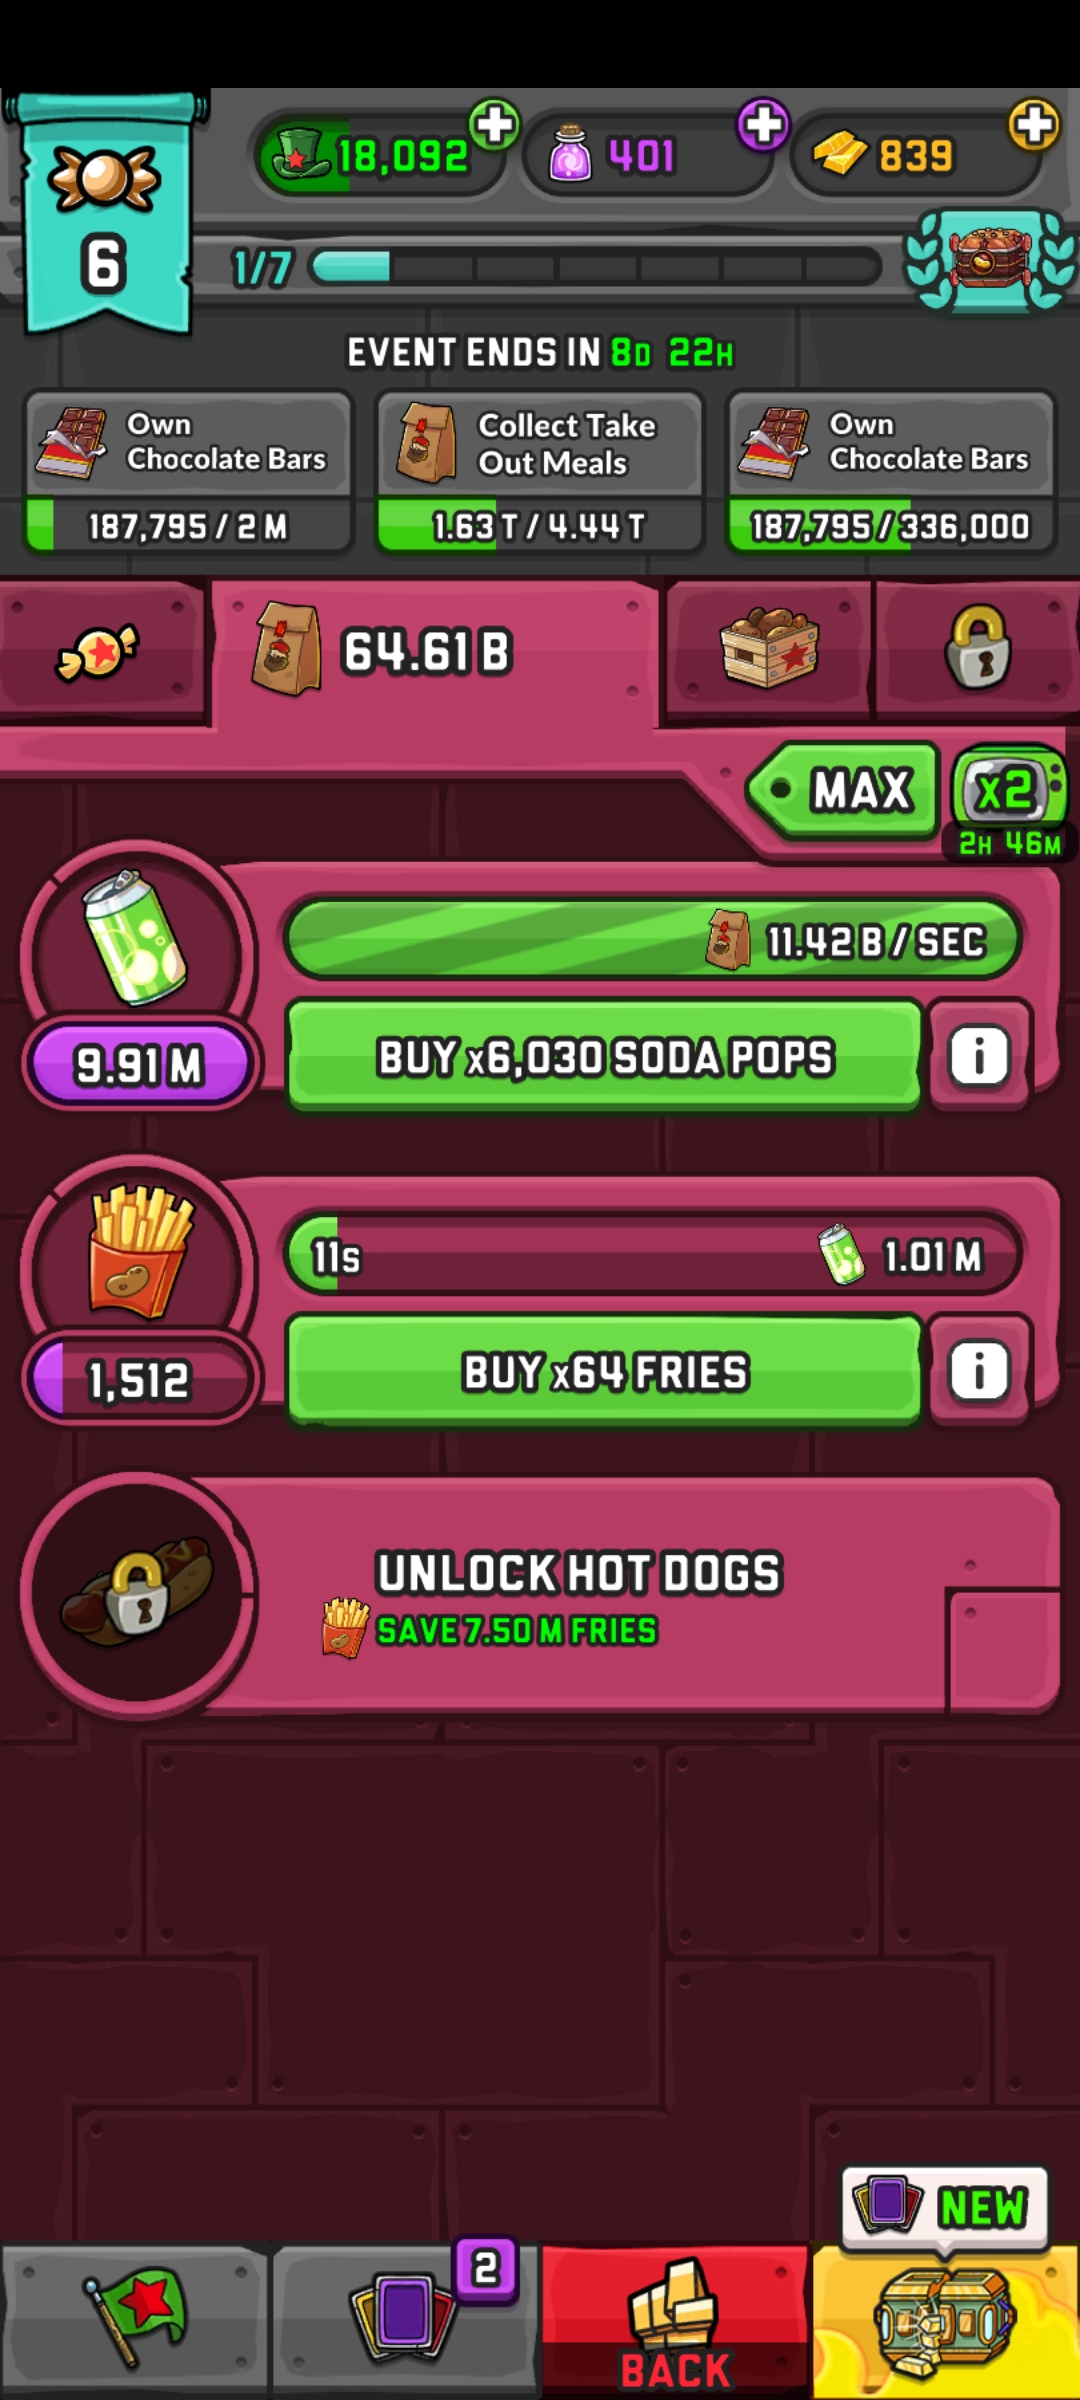 18,092
401
839
6
1/7
EVENT ENDS IN 8D 22H
Own
Chocolate Bars
187,795 / 2 M
Collect Take
Out Meals
1.63 T / 4.44 T
Own
Chocolate Bars
187,795 / 336,000
64.61 B
MAX
x2
2H 46M
11.42 B / SEC
9.91 M
BUY x6,030 SODA POPS
i
11s
1.01 M
1,512
BUY x64 FRIES
i
UNLOCK HOT DOGS
SAVE 7.50 M FRIES
NEW
2
BACK